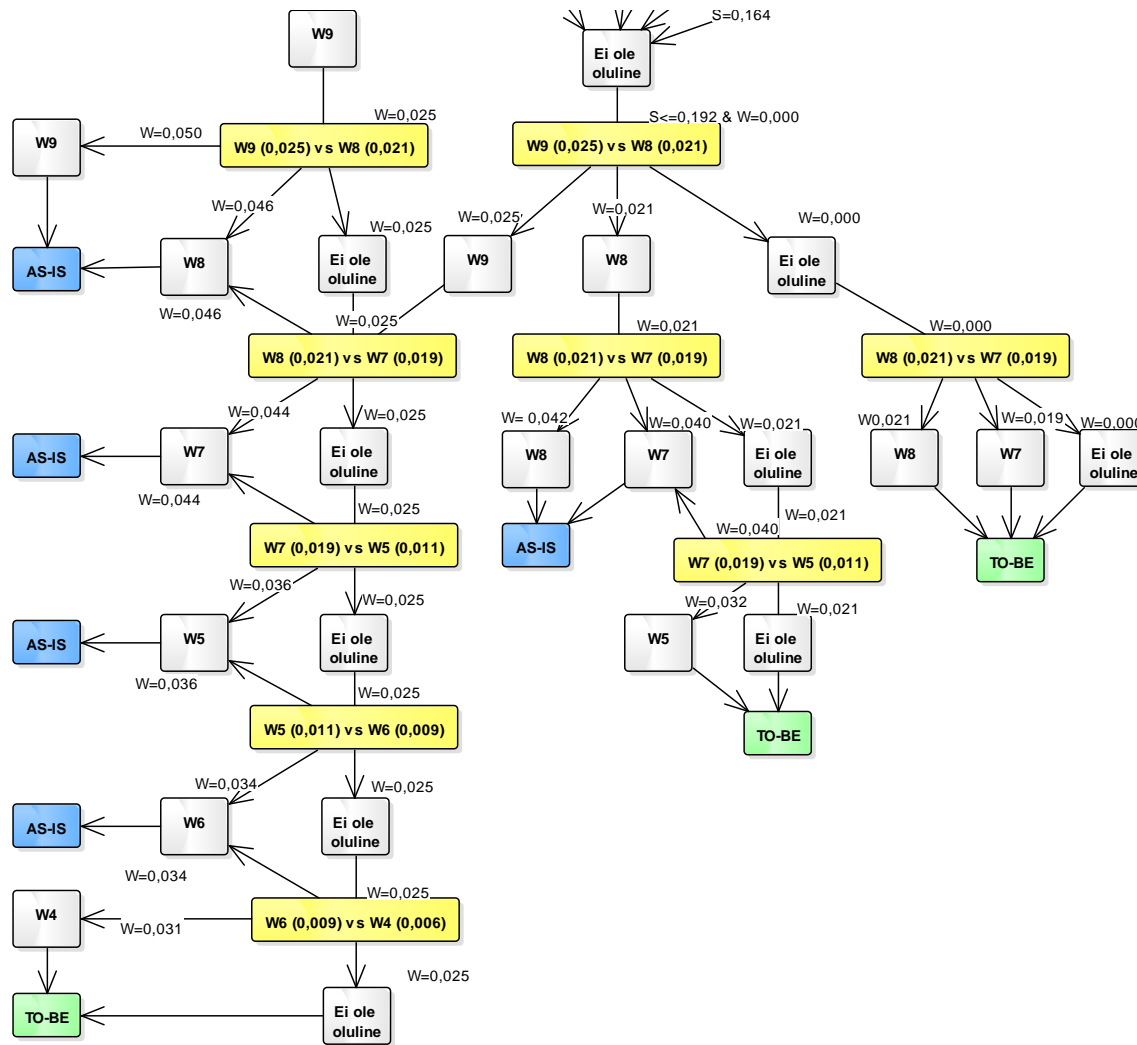 S=0,164
W9
Ei ole
oluline
W=0,025
S<=0,192 & W=0,000
W9
W=0,050
W9 (0,025) vs W8 (0,021)
W9 (0,025) vs W8 (0,021)
W=0,046
W=0,025
W=0,025
W=0,021
W=0,000
AS-IS
W8
Ei ole
oluline
W9
W8
Ei ole
oluline
W=0,046
W=0,025
W=0,021
W=0,000
W8 (0,021) vs W7 (0,019)
W8 (0,021) vs W7 (0,019)
W8 (0,021) vs W7 (0,019)
W=0,044
W=0,025
W= 0,042
W=0,040
W=0,021
W0,021
W=0,019
W=0,000
AS-IS
W7
Ei ole
oluline
W8
W7
Ei ole
oluline
W8
W7
Ei ole
oluline
W=0,044
W=0,025
W=0,040
W=0,021
W7 (0,019) vs W5 (0,011)
AS-IS
W7 (0,019) vs W5 (0,011)
TO-BE
W=0,036
W=0,025
W=0,032
W=0,021
AS-IS
W5
Ei ole
oluline
W5
Ei ole
oluline
W=0,036
W=0,025
W5 (0,011) vs W6 (0,009)
TO-BE
W=0,034
W=0,025
AS-IS
W6
Ei ole
oluline
W=0,034
W=0,025
W4
W=0,031
W6 (0,009) vs W4 (0,006)
W=0,025
TO-BE
Ei ole
oluline